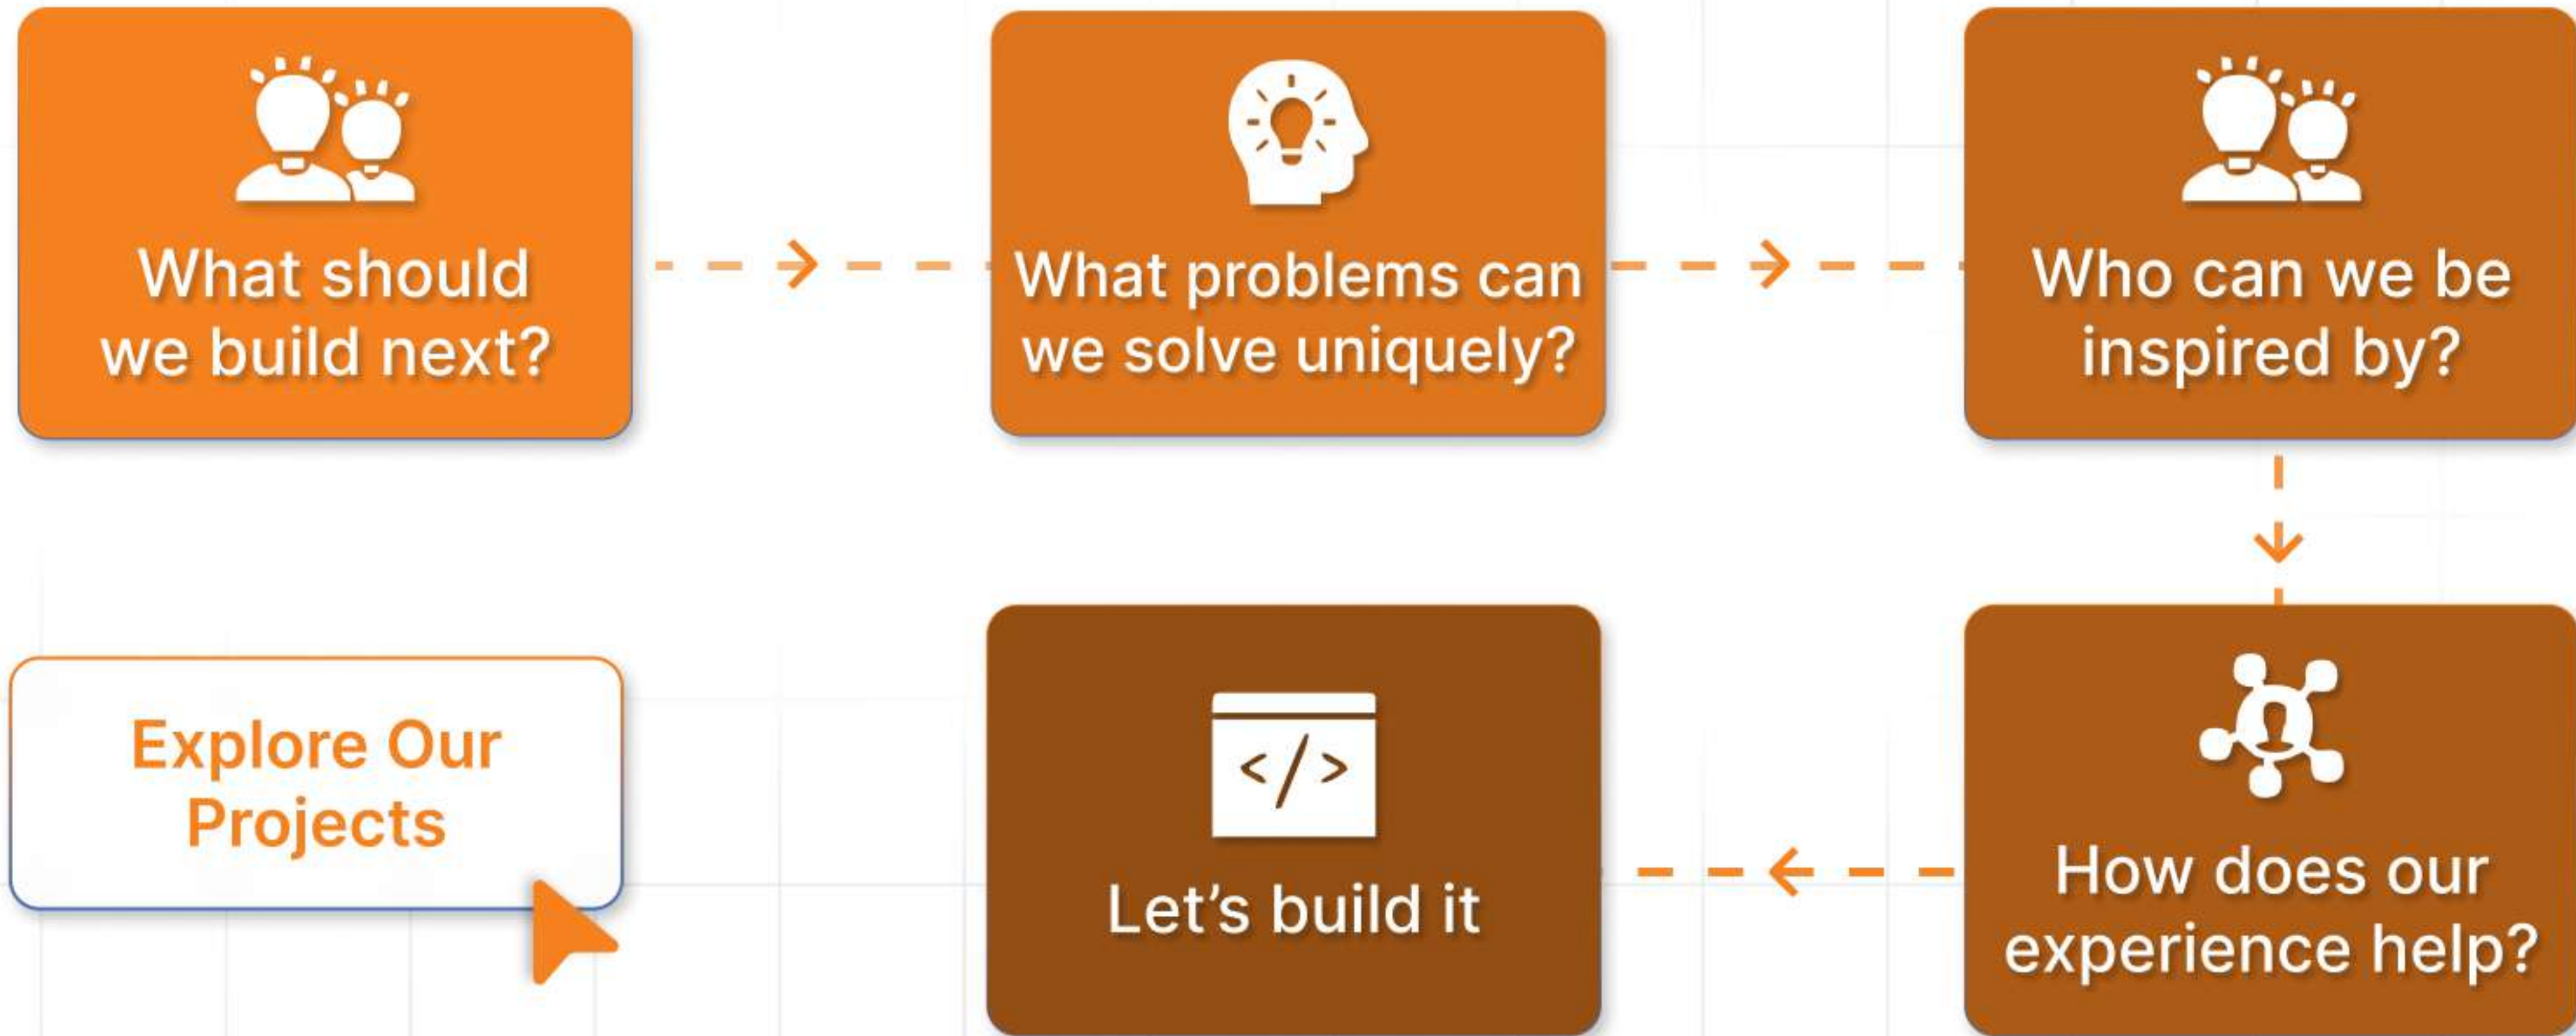 What should
we build next?
What problems can
we solve uniquely?
Who can we be
inspired by?
How does our
experience help?
</>
Let’s build it
Explore Our
Projects